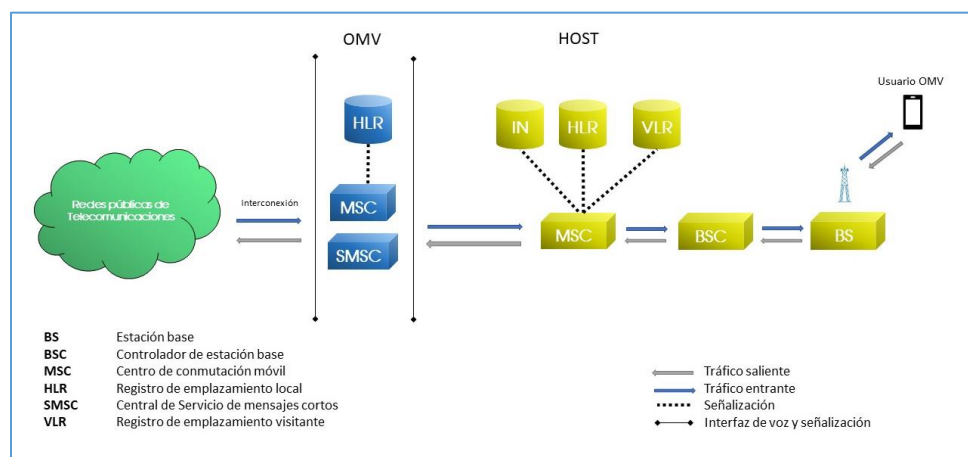 OMV
HOST
Usuario OMV
HLR
IN
HLR
VLR
Redes públicas de
Telecomunicaciones
Interconexión
MSC
SMSC
MSC
BSC
BS
BS Estación base
BSC Controlador de estación base
MSC Centro de conmutación móvil
HLR Registro de emplazamiento local
SMSC Central de Servicio de mensajes cortos
VLR Registro de emplazamiento visitante
Tráfico saliente
Tráfico entrante
Señalización
Interfaz de voz y señalización